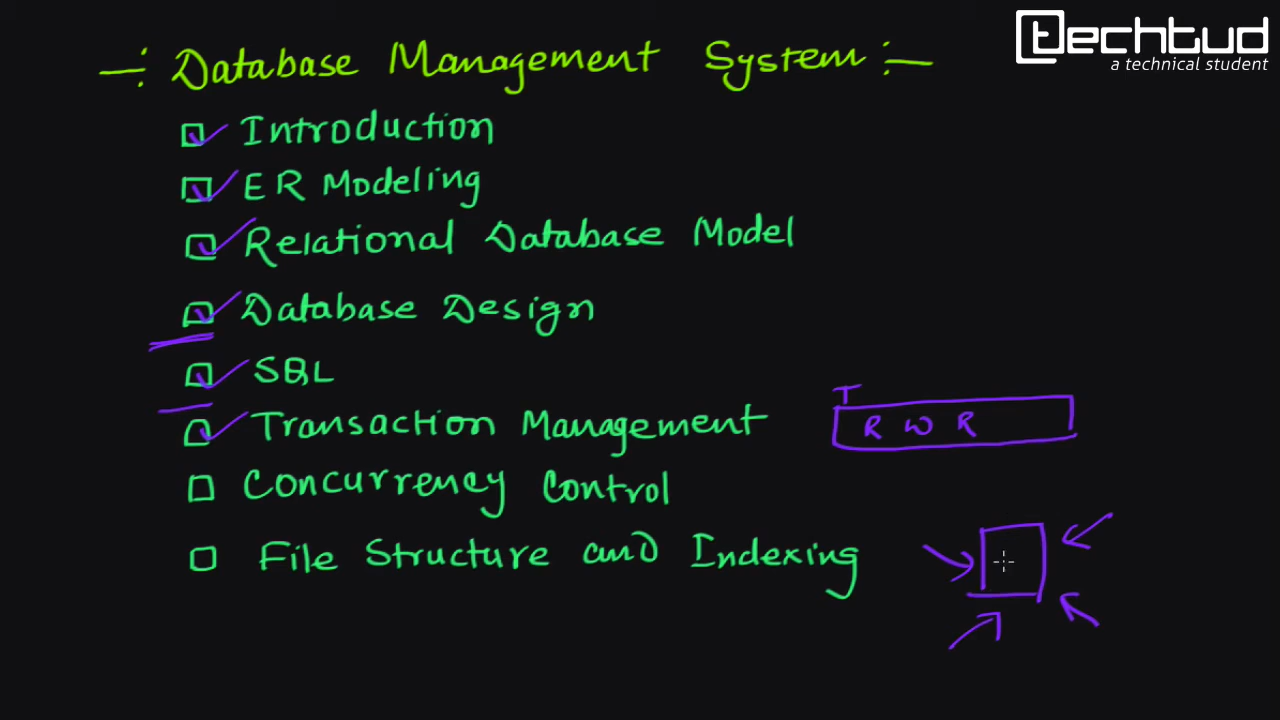 techtud
a technical student
-: Database Management System :-
Introduction
ER Modeling
Relational Database Model
Database Design
SQL
Transaction Management
T
R W R
Concurrency Control
File Structure and Indexing